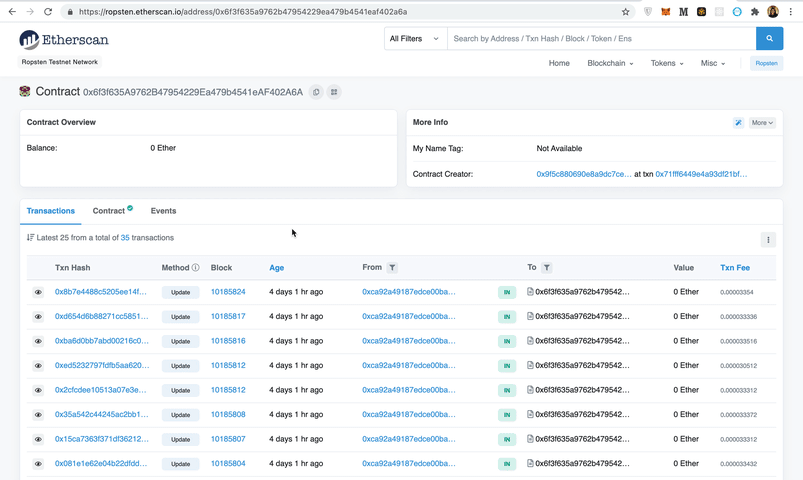 https://ropsten.etherscan.io/address/0x6f3f635a9762b47954229ea479b4541eaf402a6a
Etherscan
All Filters
Search by Address / Txn Hash / Block / Token / Ens
Ropsten Testnet Network
Home Blockchain Tokens Misc Ropsten
Contract 0x6f3f635A9762B47954229Ea479b4541eAF402A6A
Contract Overview
Balance: 0 Ether
More Info
More
My Name Tag: Not Available
Contract Creator: 0x9f5c880690e8a9dc7ce... at txn 0x71fff6449e4a93df21bf...
Transactions Contract Events
Latest 25 from a total of 35 transactions
Txn Hash Method Block Age From To Value Txn Fee
0x8b7e4488c5205ee14f... Update 10185824 4 days 1 hr ago 0xca92a49187edce00ba... IN 0x6f3f635a9762b479542... 0 Ether 0.000003354
0xd654d6b88271cc5851... Update 10185817 4 days 1 hr ago 0xca92a49187edce00ba... IN 0x6f3f635a9762b479542... 0 Ether 0.000003336
0xba6d0bb7abd00216c0... Update 10185816 4 days 1 hr ago 0xca92a49187edce00ba... IN 0x6f3f635a9762b479542... 0 Ether 0.000033516
0xed5232797fdfb5aa620... Update 10185812 4 days 1 hr ago 0xca92a49187edce00ba... IN 0x6f3f635a9762b479542... 0 Ether 0.000030512
0x2cfcdee10513a07e3e... Update 10185812 4 days 1 hr ago 0xca92a49187edce00ba... IN 0x6f3f635a9762b479542... 0 Ether 0.000033312
0x35a542c44245ac2bb1... Update 10185808 4 days 1 hr ago 0xca92a49187edce00ba... IN 0x6f3f635a9762b479542... 0 Ether 0.000033372
0x15ca7363f371df36212... Update 10185807 4 days 1 hr ago 0xca92a49187edce00ba... IN 0x6f3f635a9762b479542... 0 Ether 0.000033312
0x081e1e62e04b22dfdd... Update 10185804 4 days 1 hr ago 0xca92a49187edce00ba... IN 0x6f3f635a9762b479542... 0 Ether 0.000033432